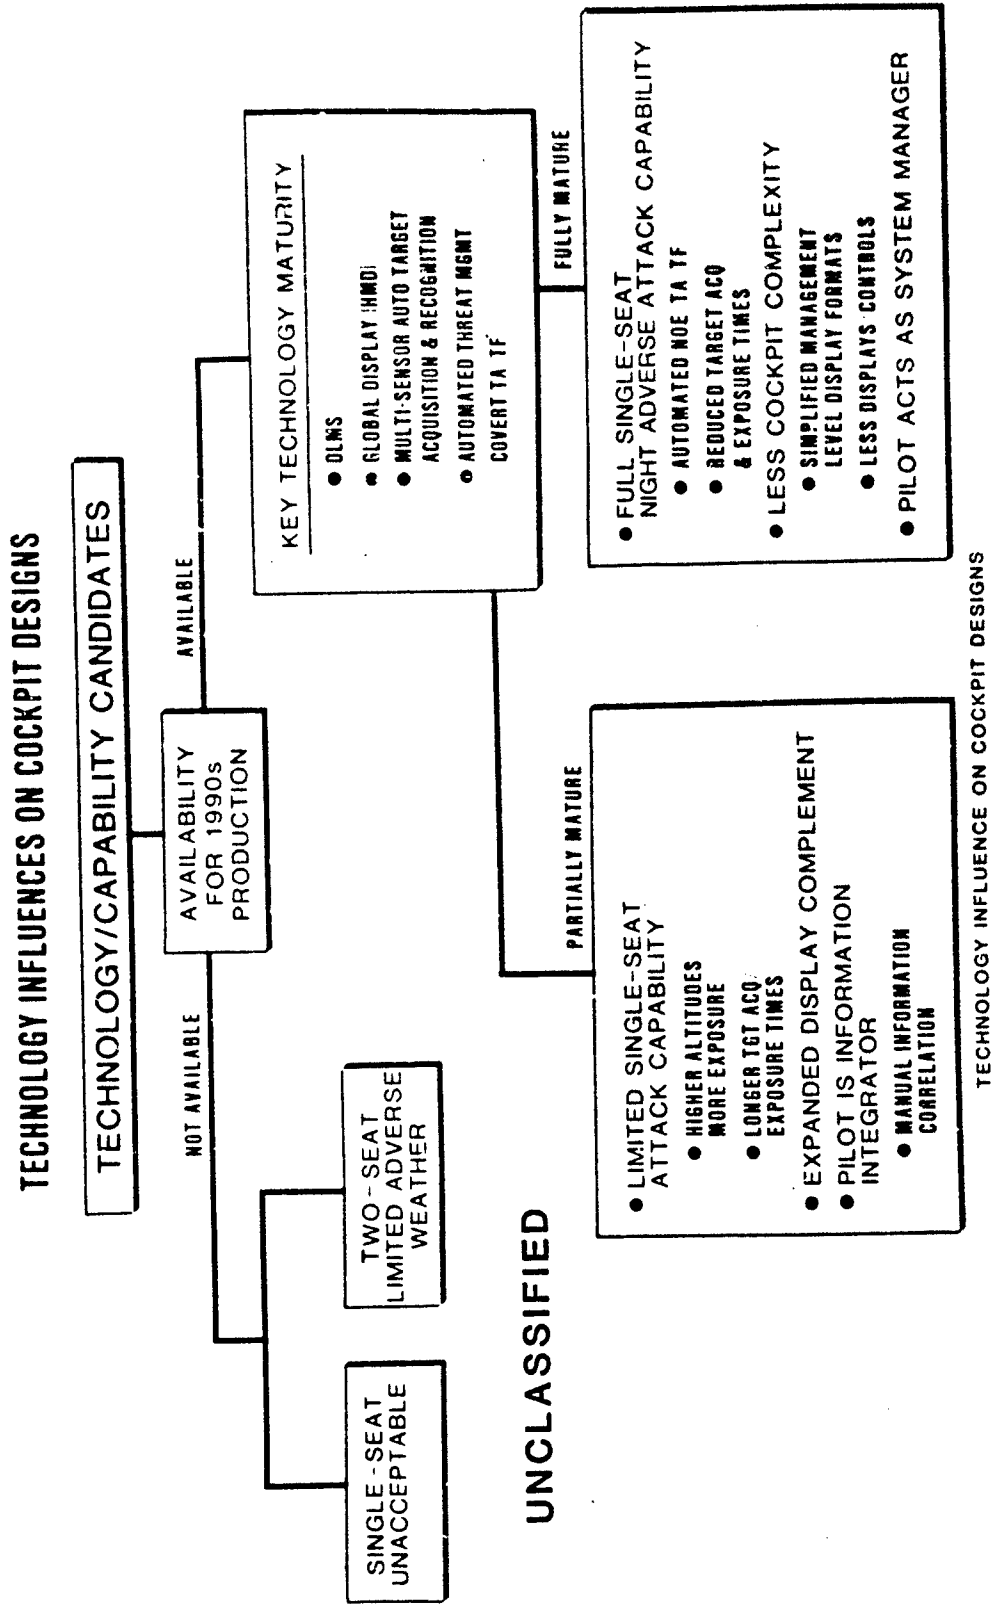 TECHNOLOGY INFLUENCES ON COCKPIT DESIGNS
TECHNOLOGY/CAPABILITY CANDIDATES
AVAILABILITY
FOR 1990s
PRODUCTION
NOT AVAILABLE
AVAILABLE
SINGLE-SEAT
UNACCEPTABLE
TWO-SEAT
LIMITED ADVERSE
WEATHER
KEY TECHNOLOGY MATURITY
● DLMS
● GLOBAL DISPLAY (HMD)
● MULTI-SENSOR AUTO TARGET
ACQUISITION & RECOGNITION
● AUTOMATED THREAT MGMT
COVERT TA TF
PARTIALLY MATURE
FULLY MATURE
● LIMITED SINGLE-SEAT
ATTACK CAPABILITY
● HIGHER ALTITUDES
MORE EXPOSURE
● LONGER TGT ACQ
EXPOSURE TIMES
● EXPANDED DISPLAY COMPLEMENT
● PILOT IS INFORMATION
INTEGRATOR
● MANUAL INFORMATION
CORRELATION
● FULL SINGLE-SEAT
NIGHT ADVERSE ATTACK CAPABILITY
● AUTOMATED NOE TA TF
● REDUCED TARGET ACQ
& EXPOSURE TIMES
● LESS COCKPIT COMPLEXITY
● SIMPLIFIED MANAGEMENT
LEVEL DISPLAY FORMATS
● LESS DISPLAYS CONTROLS
● PILOT ACTS AS SYSTEM MANAGER
UNCLASSIFIED
TECHNOLOGY INFLUENCE ON COCKPIT DESIGNS